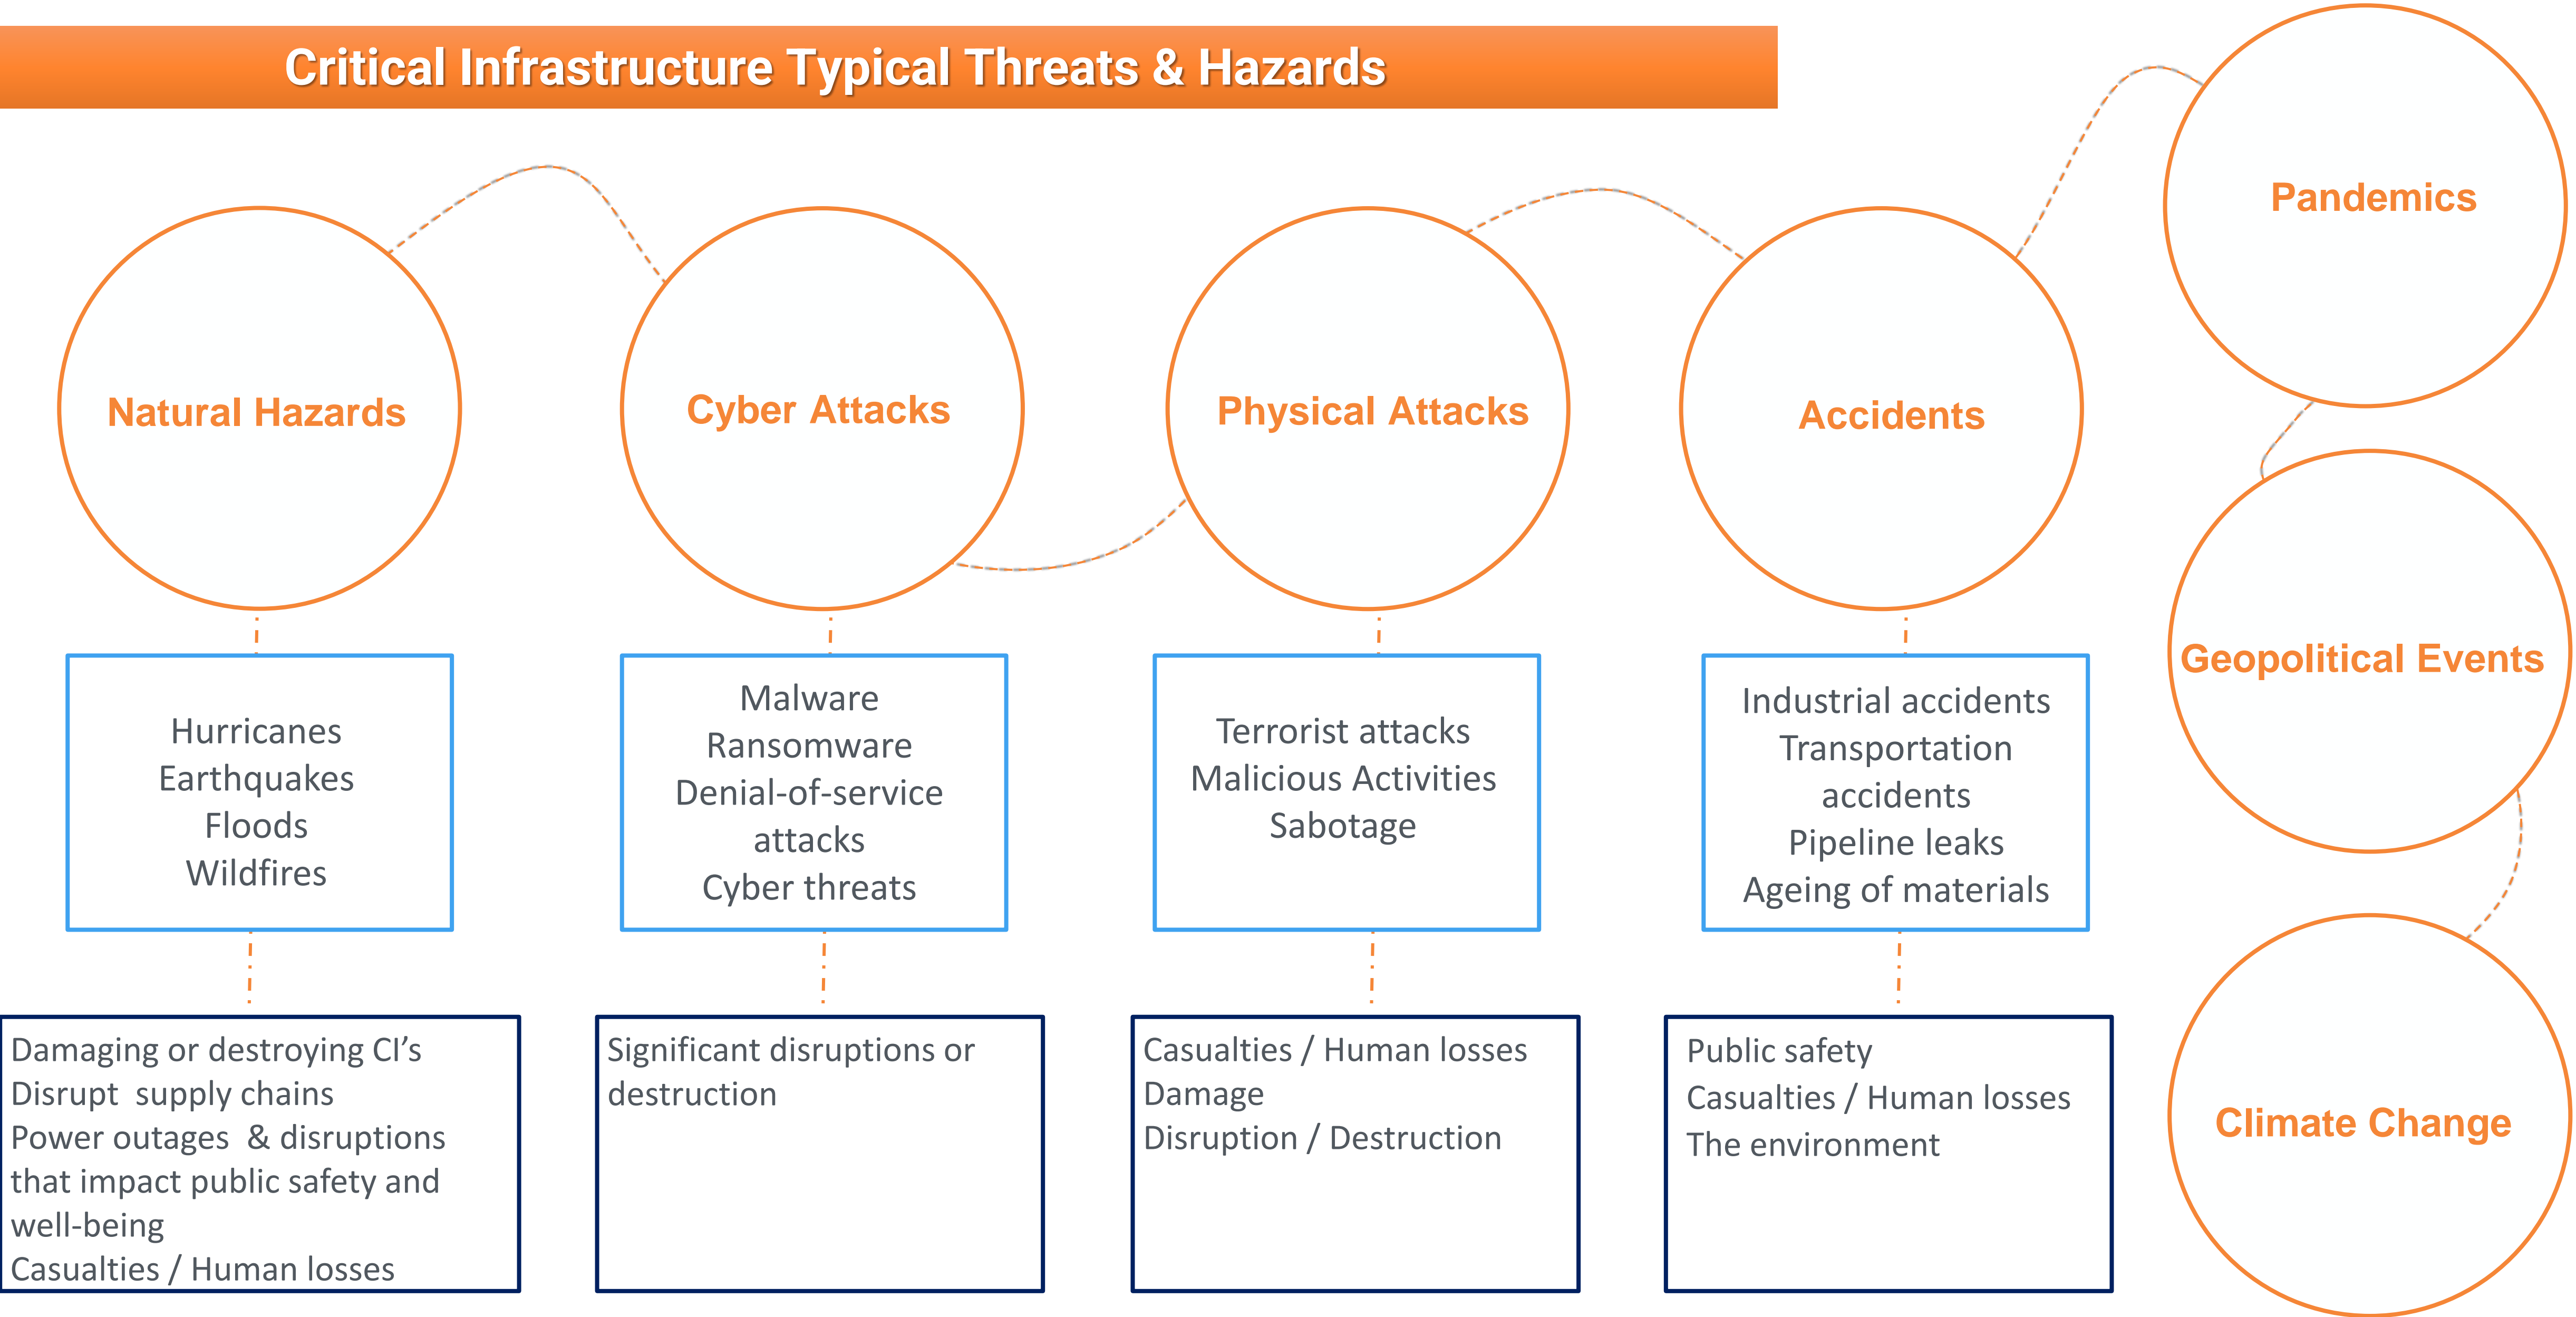 Critical Infrastructure Typical Threats & Hazards
Natural Hazards
Cyber Attacks
Physical Attacks
Accidents
Pandemics
Geopolitical Events
Climate Change
Hurricanes
Earthquakes
Floods
Wildfires
Malware
Ransomware
Denial-of-service
attacks
Cyber threats
Terrorist attacks
Malicious Activities
Sabotage
Industrial accidents
Transportation
accidents
Pipeline leaks
Ageing of materials
Damaging or destroying CI’s
Disrupt  supply chains
Power outages  & disruptions
that impact public safety and
well-being
Casualties / Human losses
Significant disruptions or
destruction
Casualties / Human losses
Damage
Disruption / Destruction
Public safety
Casualties / Human losses
The environment